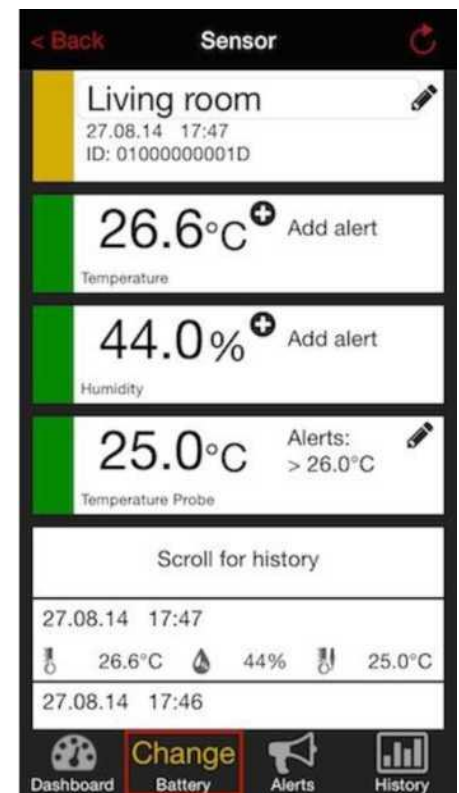 < Back Sensor
Living room
27.08.14 17:47
ID: 01000000001D
26.6°C Add alert
Temperature
44.0% Add alert
Humidity
25.0°C Alerts:
> 26.0°C
Temperature Probe
Scroll for history
27.08.14 17:47
26.6°C 44% 25.0°C
27.08.14 17:46
Change
Dashboard Battery Alerts History